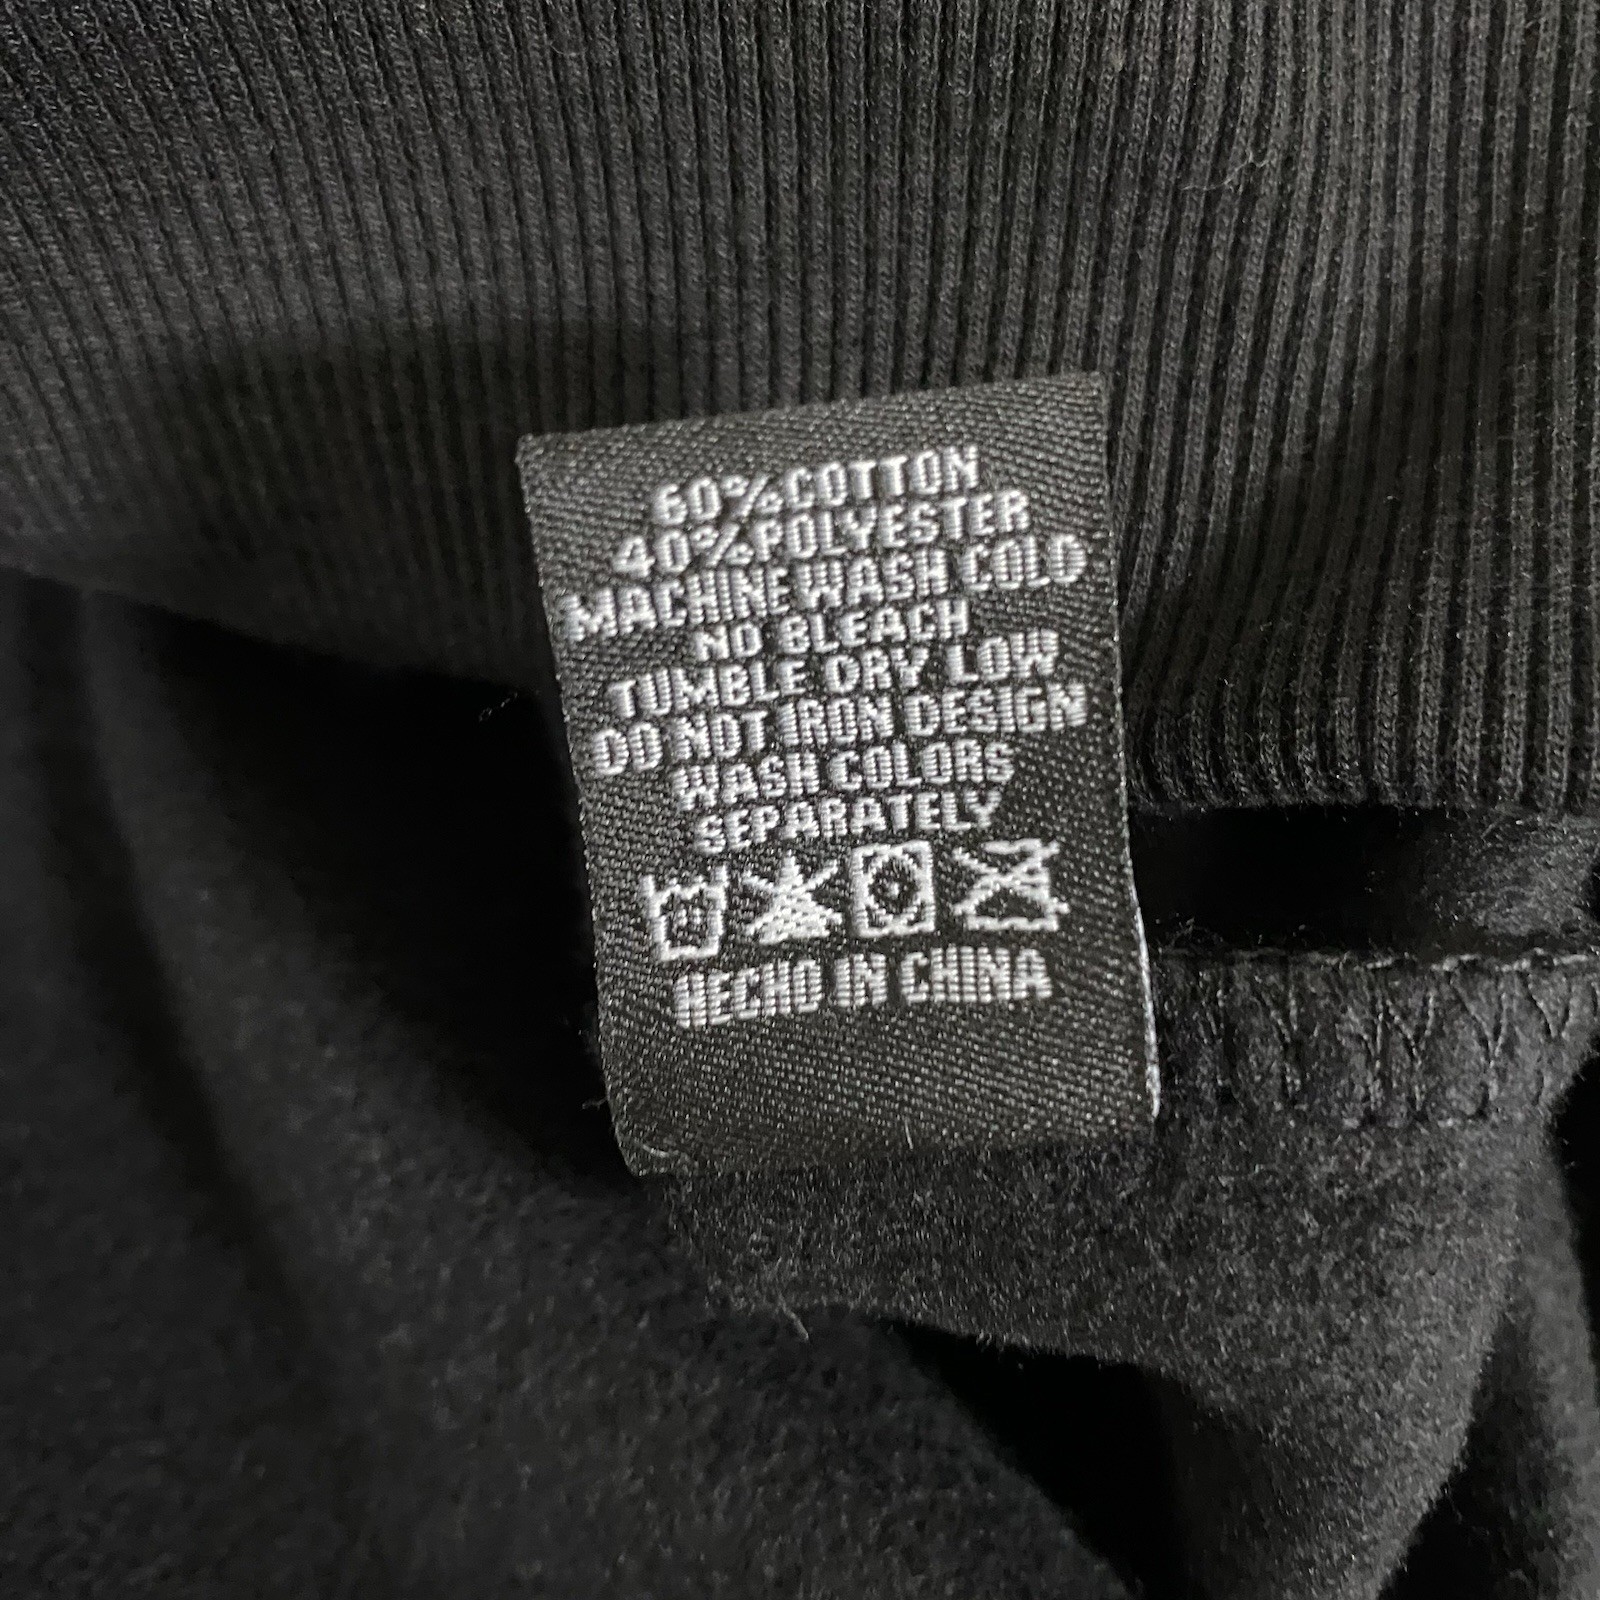 60%COTTON
40%POLYESTER
MACHINE WASH COLD
NO BLEACH
TUMBLE DRY LOW
DO NOT IRON DESIGN
WASH COLORS
SEPARATELY
HECHO IN CHINA